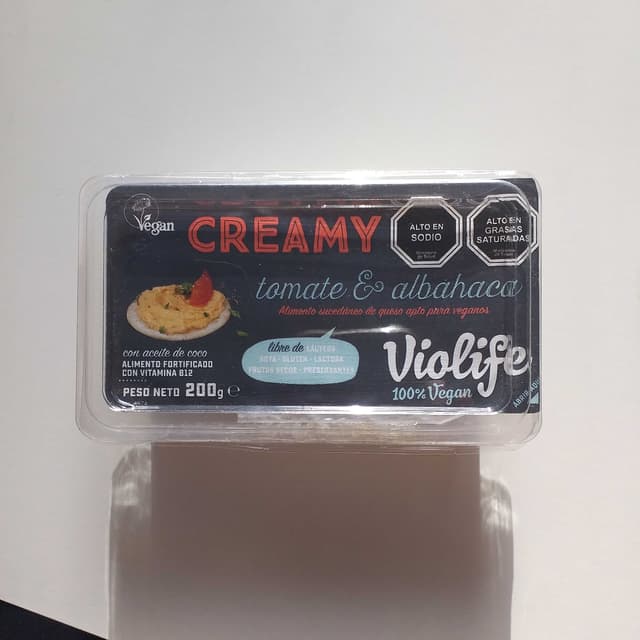 Vegan
CREAMY
ALTO EN
SODIO
ALTO EN
GRASAS
SATURADAS
tomate & albahaca
Alimento sucedáneo de queso apto para veganos
libre de LÁCTEOS
SOYA - GLUTEN - LACTOSA
FRUTOS SECOS - PRESERVANTES
con aceite de coco
ALIMENTO FORTIFICADO
CON VITAMINA B12
PESO NETO 200g e
Violife
100% Vegan